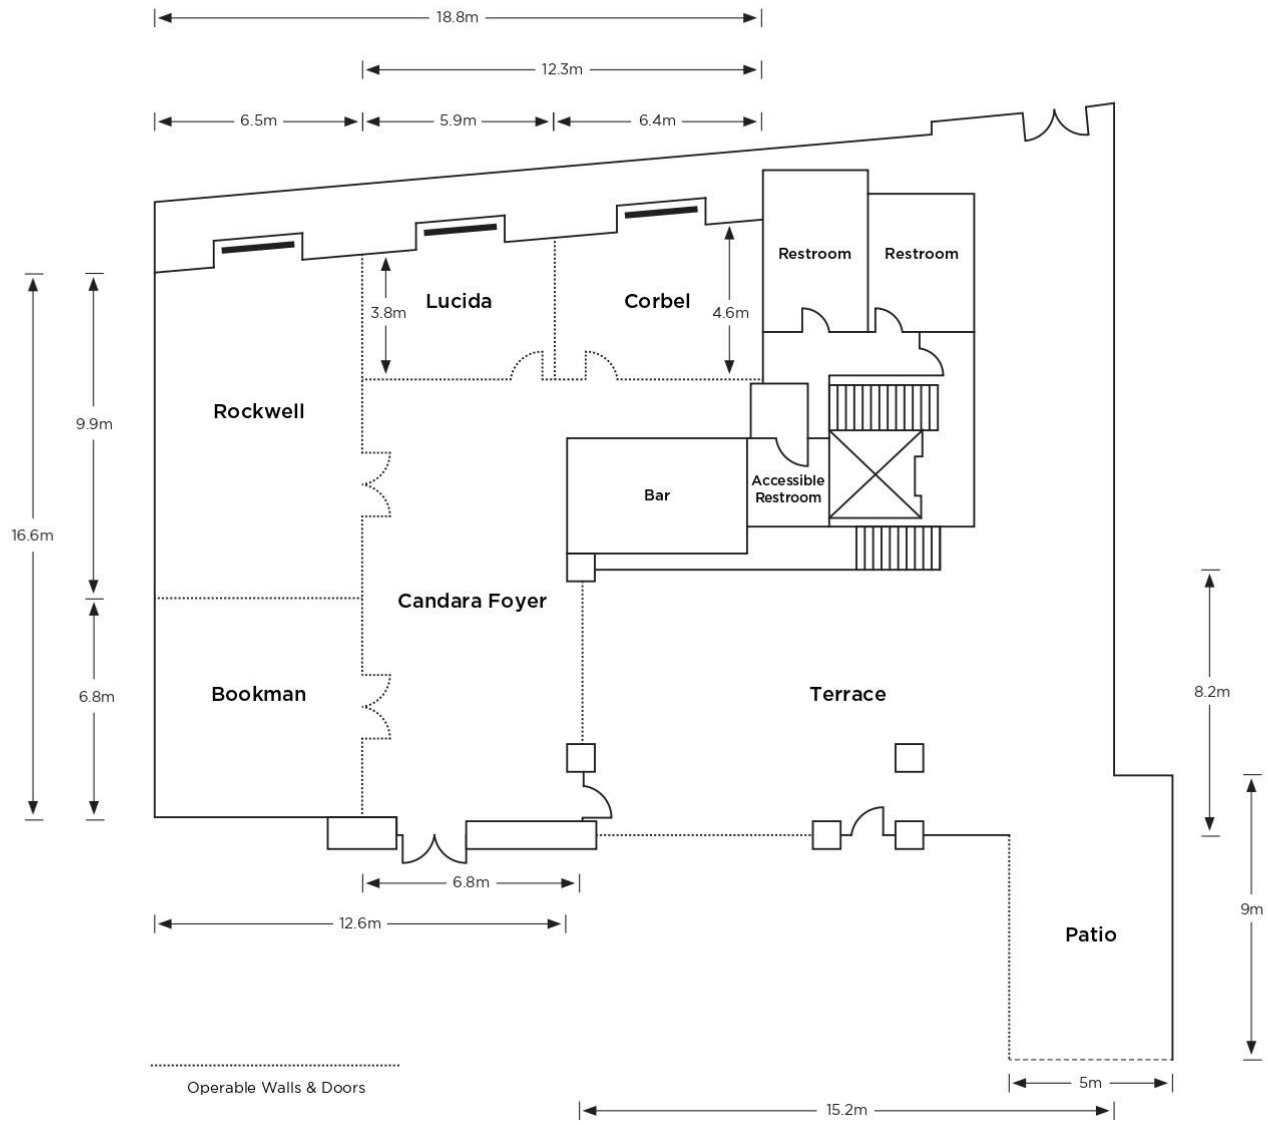 18.8m
12.3m
6.5m
5.9m
6.4m
Restroom
Restroom
Lucida
Corbel
3.8m
4.6m
Rockwell
9.9m
Bar
Accessible
Restroom
16.6m
Candara Foyer
Bookman
Terrace
6.8m
8.2m
6.8m
9m
12.6m
Patio
Operable Walls & Doors
5m
15.2m